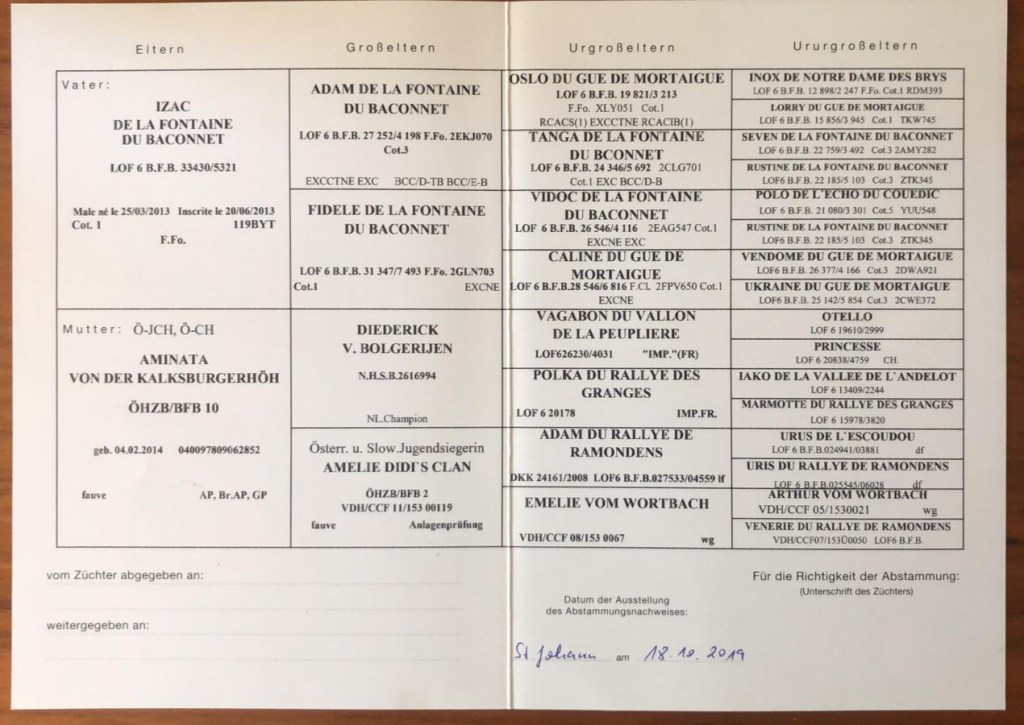 Eltern
Großeltern
Urgroßeltern
Ururgroßeltern
Vater:
IZAC
DE LA FONTAINE
DU BACONNET
LOF 6 B.F.B. 33430/5321
Male né le 25/03/2013 Inscrite le 20/06/2013
Cot. 1 119BYT
F.Fo.
Mutter: Ö-JCH, Ö-CH
AMINATA
VON DER KALKSBURGERHÖH
ÖHZB/BFB 10
geb. 04.02.2014 040097809062852
fauve AP, Br.AP, GP
ADAM DE LA FONTAINE
DU BACONNET
LOF 6 B.F.B. 27 252/4 198 F.Fo. 2EKJ070
Cot.3
EXCCTNE EXC BCC/D-TB BCC/E-B
FIDELE DE LA FONTAINE
DU BACONNET
LOF 6 B.F.B. 31 347/7 493 F.Fo. 2GLN703
Cot.1 EXCNE
DIEDERICK
V. BOLGERIJEN
N.H.S.B.2616994
NL.Champion
Österr. u. Slow.Jugendsiegerin
AMELIE DIDI`S CLAN
ÖHZB/BFB 2
VDH/CCF 11/153 00119
fauve Anlagenprüfung
OSLO DU GUE DE MORTAIGUE
LOF 6 B.F.B. 19 821/3 213
F.Fo. XLY051 Cot.1
RCACS(1) EXCCTNE RCACIB(1)
TANGA DE LA FONTAINE
DU BCONNET
LOF 6 B.F.B. 24 346/5 692 2CLG701
Cot.1 EXC BCC/D-B
VIDOC DE LA FONTAINE
DU BACONNET
LOF 6 B.F.B. 26 546/4 116 2EAG547 Cot.1
EXCNE EXC
CALINE DU GUE DE
MORTAIGUE
LOF 6 B.F.B.28 546/6 816 F.CL 2FPV650 Cot.1
EXCNE
VAGABON DU VALLON
DE LA PEUPLIERE
LOF626230/4031 "IMP."(FR)
POLKA DU RALLYE DES
GRANGES
LOF 6 20178 IMP.FR.
ADAM DU RALLYE DE
RAMONDENS
DKK 24161/2008 LOF6 B.F.B.027533/04559 lf
EMELIE VOM WORTBACH
VDH/CCF 08/153 0067 wg
INOX DE NOTRE DAME DES BRYS
LOF 6 B.F.B. 12 898/2 247 F.Fo. Cot.1 RDM393
LORRY DU GUE DE MORTAIGUE
LOF 6 B.F.B. 15 856/3 945 Cot.1 TKW745
SEVEN DE LA FONTAINE DU BACONNET
LOF 6 B.F.B. 22 759/3 492 Cot.3 2AMY282
RUSTINE DE LA FONTAINE DU BACONNET
LOF6 B.F.B. 22 185/5 103 Cot.3 ZTK345
POLO DE L'ECHO DU COUEDIC
LOF 6 B.F.B. 21 080/3 301 Cot.5 YUU548
RUSTINE DE LA FONTAINE DU BACONNET
LOF6 B.F.B. 22 185/5 103 Cot.3 ZTK345
VENDOME DU GUE DE MORTAIGUE
LOF6 B.F.B. 26 377/4 166 Cot.3 2DWA921
UKRAINE DU GUE DE MORTAIGUE
LOF6 B.F.B. 25 142/5 854 Cot.3 2CWE372
OTELLO
LOF 6 19610/2999
PRINCESSE
LOF 6 20838/4759 CH.
IAKO DE LA VALLEE DE L`ANDELOT
LOF 6 13409/2244
MARMOTTE DU RALLYE DES GRANGES
LOF 6 15978/3820
URUS DE L`ESCOUDOU
LOF 6 B.F.B.024941/03881 df
URIS DU RALLYE DE RAMONDENS
LOF 6 B.F.B.025545/06028 df
ARTHUR VOM WORTBACH
VDH/CCF 05/1530021 wg
VENERIE DU RALLYE DE RAMONDENS
VDH/CCF07/153Ü0050 LOF6 B.F.B.
vom Züchter abgegeben an:
weitergegeben an:
Datum der Ausstellung
des Abstammungsnachweises:
St. Johann am 18.10.2019
Für die Richtigkeit der Abstammung:
(Unterschrift des Züchters)